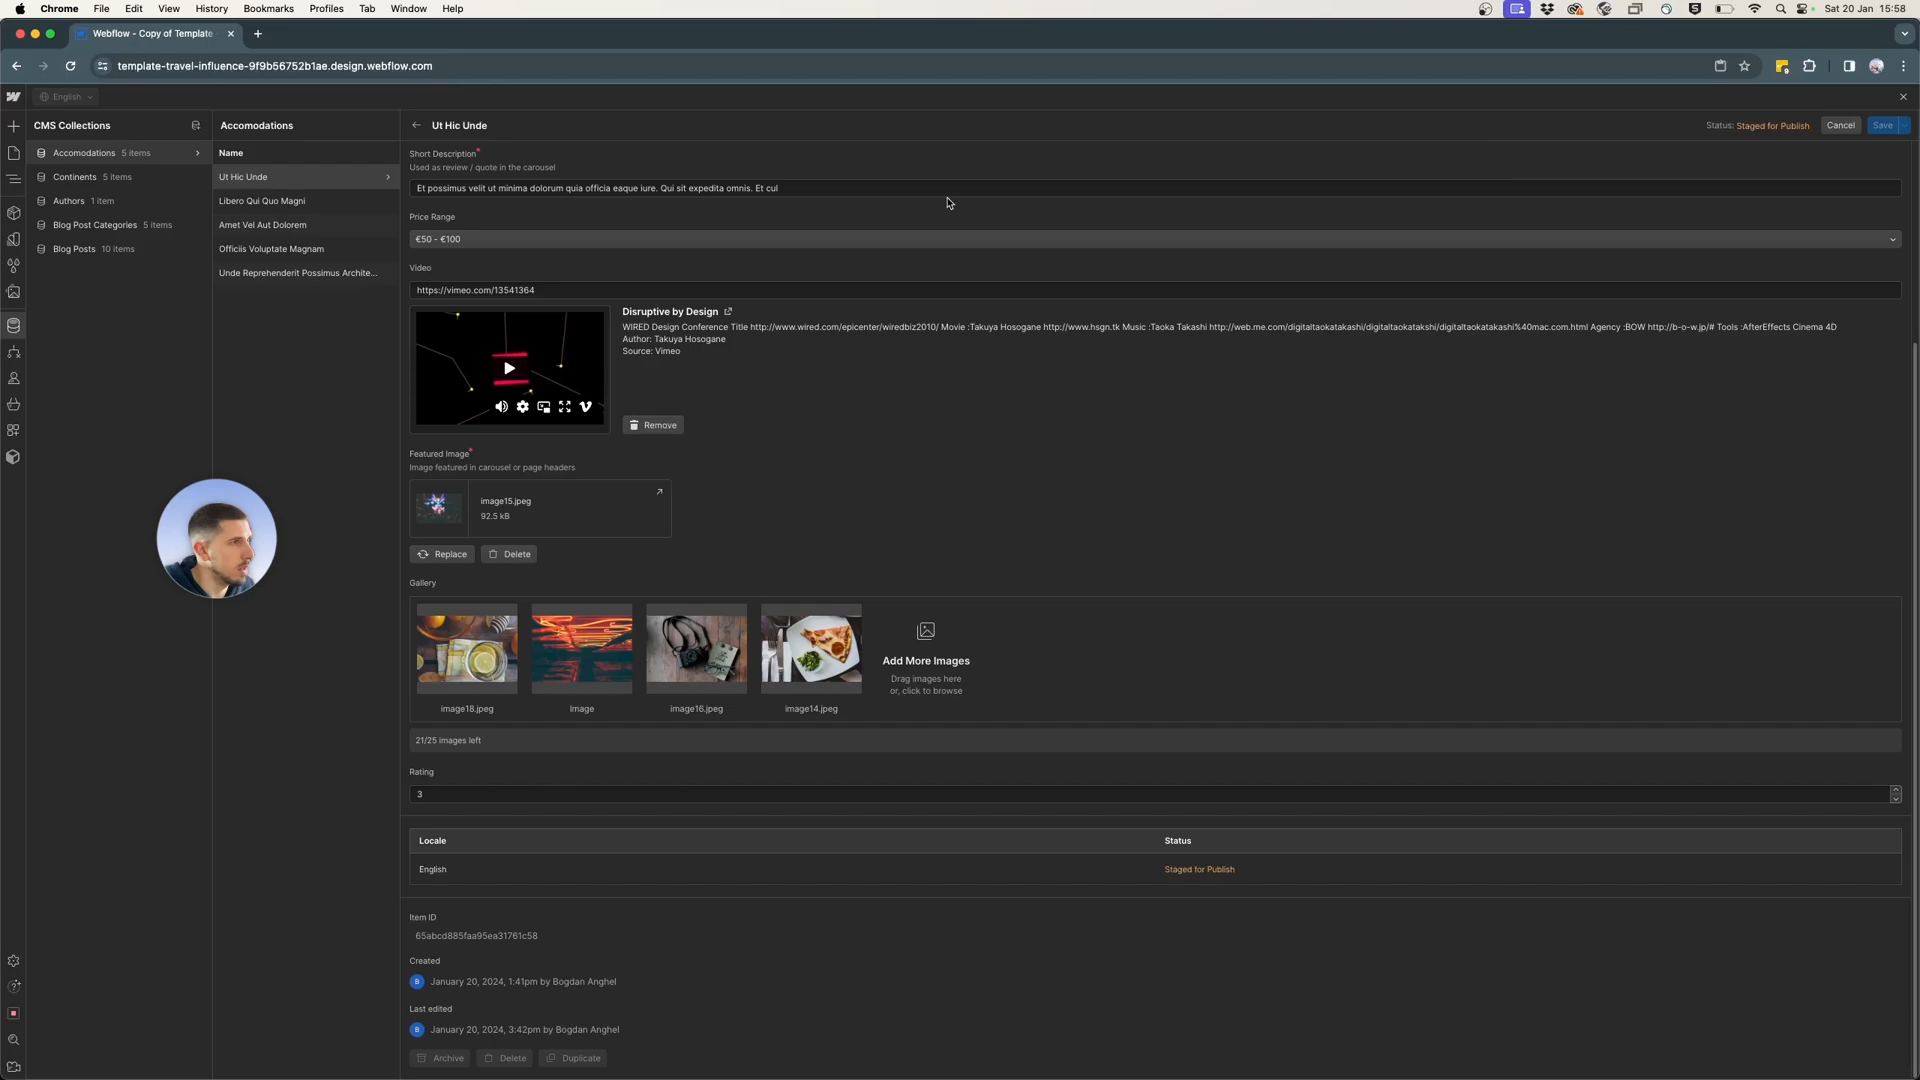 Chrome File Edit View History Bookmarks Profiles Tab Window Help
Sat 20 Jan 15:58
Webflow - Copy of Template
template-travel-influence-9f9b56752b1ae.design.webflow.com
English
CMS Collections
Accomodations 5 items
Continents 5 items
Authors 1 item
Blog Post Categories 5 items
Blog Posts 10 items
Accomodations
Name
Ut Hic Unde
Libero Qui Quo Magni
Amet Vel Aut Dolorem
Officiis Voluptate Magnam
Unde Reprehenderit Possimus Archite...
Ut Hic Unde
Status: Staged for Publish
Cancel
Save
Short Description*
Used as review / quote in the carousel
Et possimus velit ut minima dolorum quia officia eaque iure. Qui sit expedita omnis. Et cul
Price Range
€50 - €100
Video
https://vimeo.com/13541364
Disruptive by Design
WIRED Design Conference Title http://www.wired.com/epicenter/wiredbiz2010/ Movie :Takuya Hosogane http://www.hsgn.tk Music :Taoka Takashi http://web.me.com/digitaltaokatakashi/digitaltaokatakshi/digitaltaokatakashi%40mac.com.html Agency :BOW http://b-o-w.jp/# Tools :AfterEffects Cinema 4D
Author: Takuya Hosogane
Source: Vimeo
Remove
Featured Image*
Image featured in carousel or page headers
image15.jpeg
92.5 kB
Replace
Delete
Gallery
image18.jpeg
Image
image16.jpeg
image14.jpeg
Add More Images
Drag images here
or, click to browse
21/25 images left
Rating
3
Locale
Status
English
Staged for Publish
Item ID
65abcd885faa95ea31761c58
Created
B January 20, 2024, 1:41pm by Bogdan Anghel
Last edited
B January 20, 2024, 3:42pm by Bogdan Anghel
Archive
Delete
Duplicate